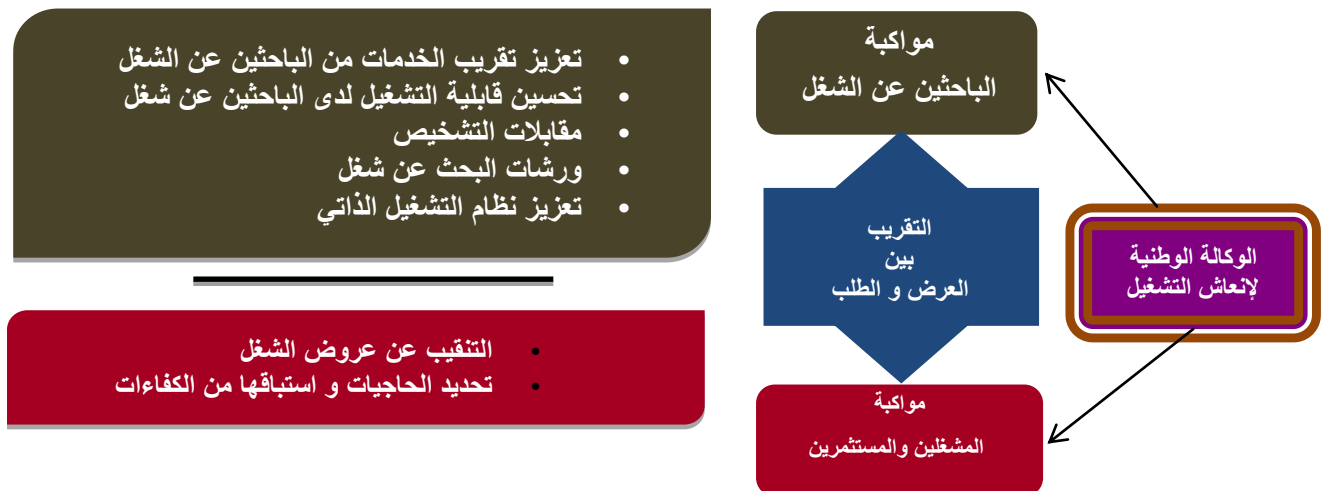 الوكالة الوطنية
لإنعاش التشغيل
مواكبة
الباحثين عن الشغل
التقريب
بين
العرض و الطلب
مواكبة
المشغلين والمستثمرين
• تعزيز تقريب الخدمات من الباحثين عن الشغل
• تحسين قابلية التشغيل لدى الباحثين عن شغل
• مقابلات التشخيص
• ورشات البحث عن شغل
• تعزيز نظام التشغيل الذاتي
• التنقيب عن عروض الشغل
• تحديد الحاجيات و استباقها من الكفاءات